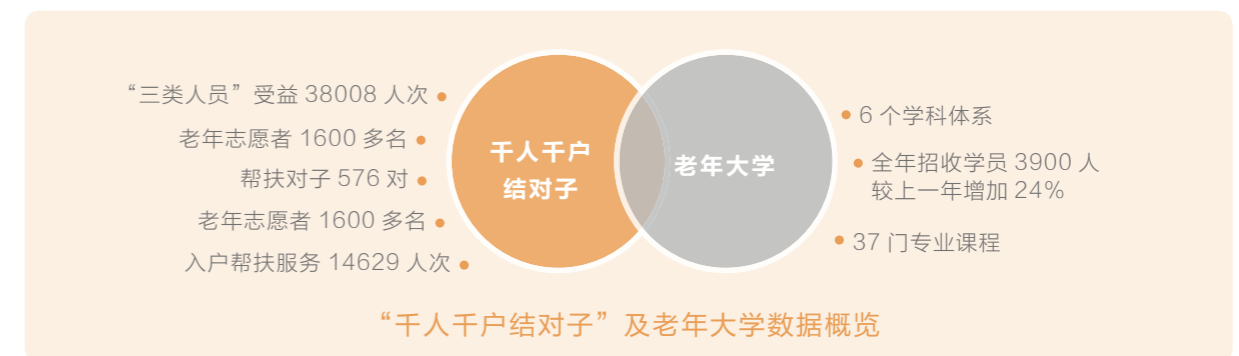 “三类人员”受益 38008 人次
老年志愿者 1600 多名
帮扶对子 576 对
老年志愿者 1600 多名
入户帮扶服务 14629 人次
千人千户
结对子
老年大学
6 个学科体系
全年招收学员 3900 人
较上一年增加 24%
37 门专业课程
“千人千户结对子”及老年大学数据概览